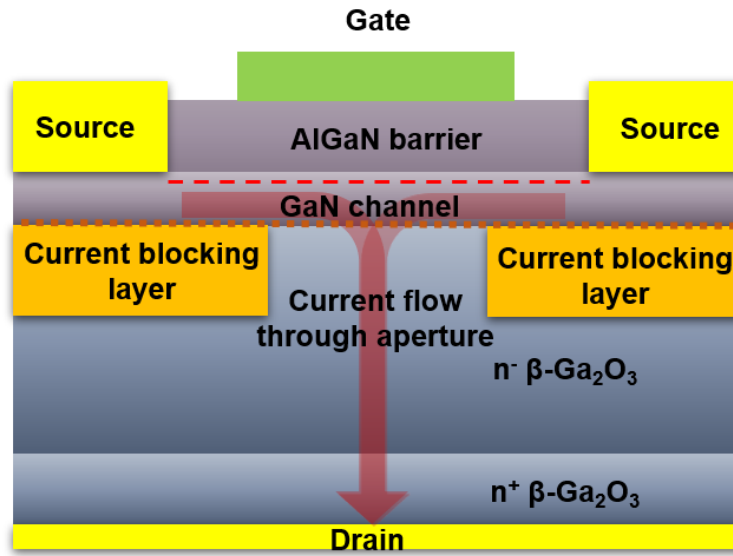 Gate
Source
AlGaN barrier
Source
GaN channel
Current blocking
layer
Current blocking
layer
Current flow
through aperture
n⁻ β-Ga₂O₃
n⁺ β-Ga₂O₃
Drain